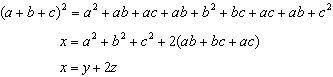 (a+b+c)² = a² + ab + ac + ab + b² + bc + ac + ab + c²
x = a² + b² + c² + 2(ab + bc + ac)
x = y + 2z